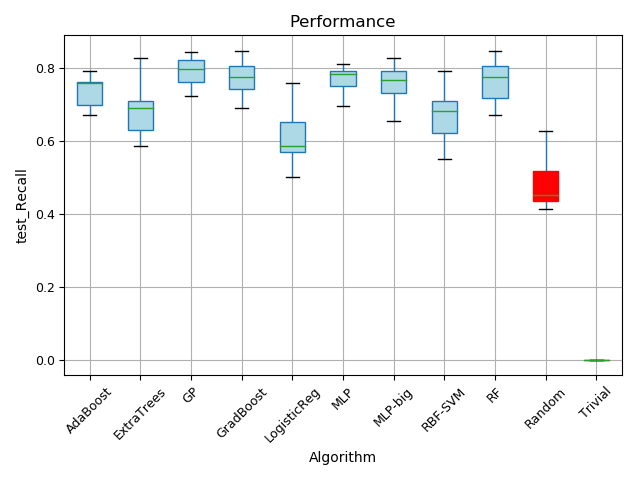 Performance
test_Recall
0.8
0.6
0.4
0.2
0.0
AdaBoost
ExtraTrees
GP
GradBoost
LogisticReg
MLP
MLP-big
RBF-SVM
RF
Random
Trivial
Algorithm